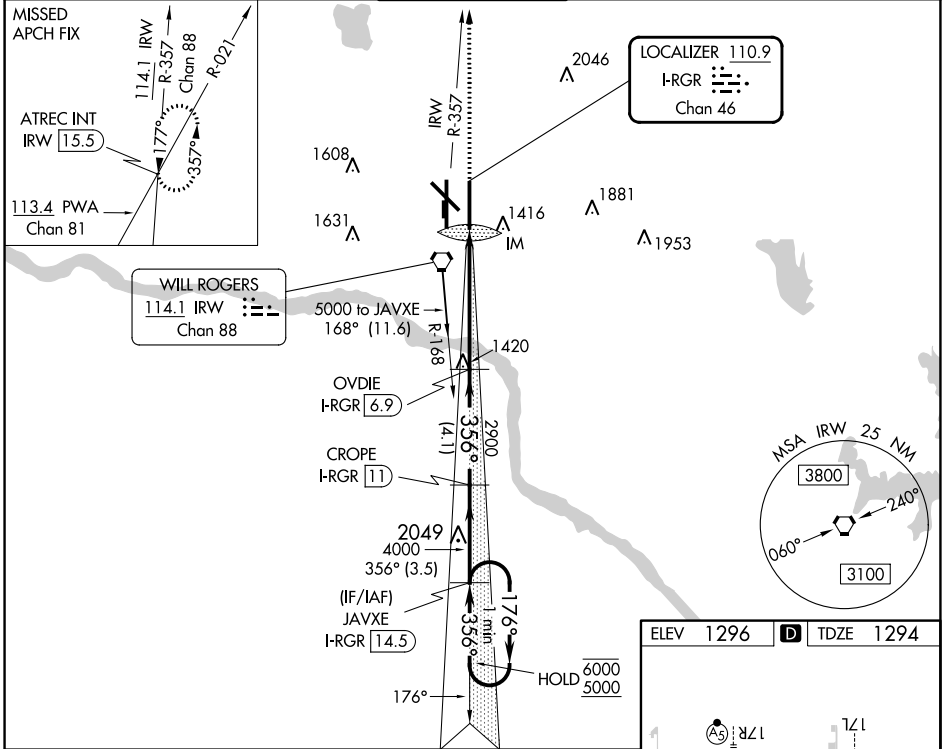 MISSED
APCH FIX
114.1 IRW
R-357
Chan 88
R-021
ATREC INT
IRW 15.5
177°
357°
113.4 PWA
Chan 81
IRW
R-357
2046
LOCALIZER 110.9
I-RGR
Chan 46
1608
1631
1416
IM
1881
1953
WILL ROGERS
114.1 IRW
Chan 88
5000 to JAVXE
168° (11.6)
R-168
1420
OVDIE
I-RGR 6.9
356°
(4.1)
2900
CROPE
I-RGR 11
2049
4000
356° (3.5)
(IF/IAF)
JAVXE
I-RGR 14.5
356°
1 min
176°
HOLD 6000
5000
176°
MSA IRW 25 NM
3800
240°
060°
3100
ELEV 1296 D TDZE 1294
A5
17R
17L